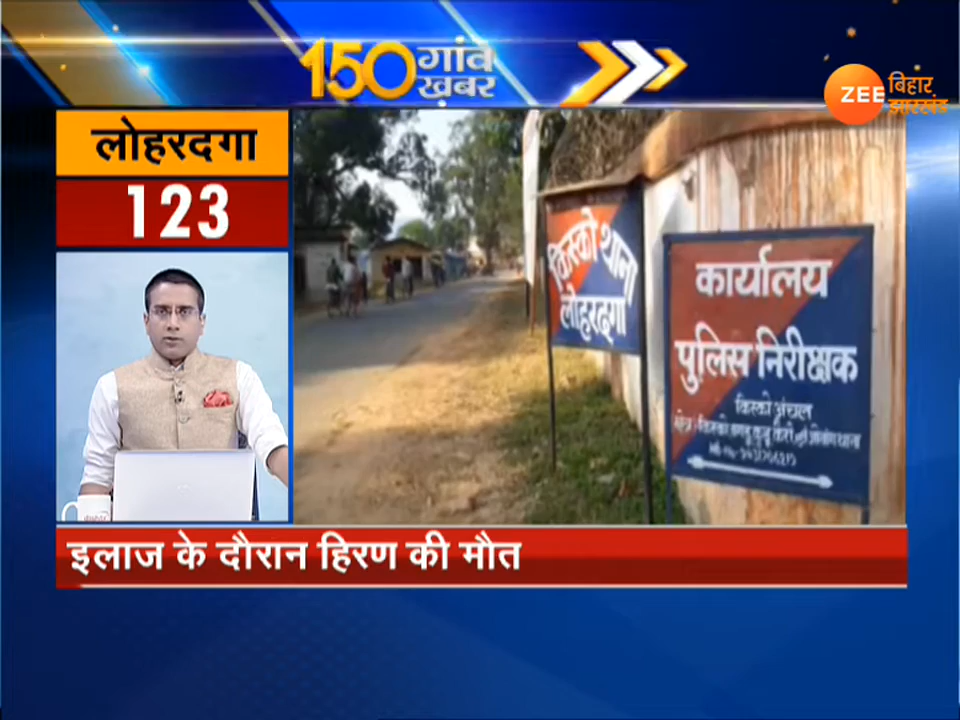 150 गांव
खबर
ZEE बिहार
झारखंड
लोहरदगा
123
किस्को थाना
लोहरदगा
कार्यालय
पुलिस निरीक्षक
किस्को अंचल
इलाज के दौरान हिरण की मौत